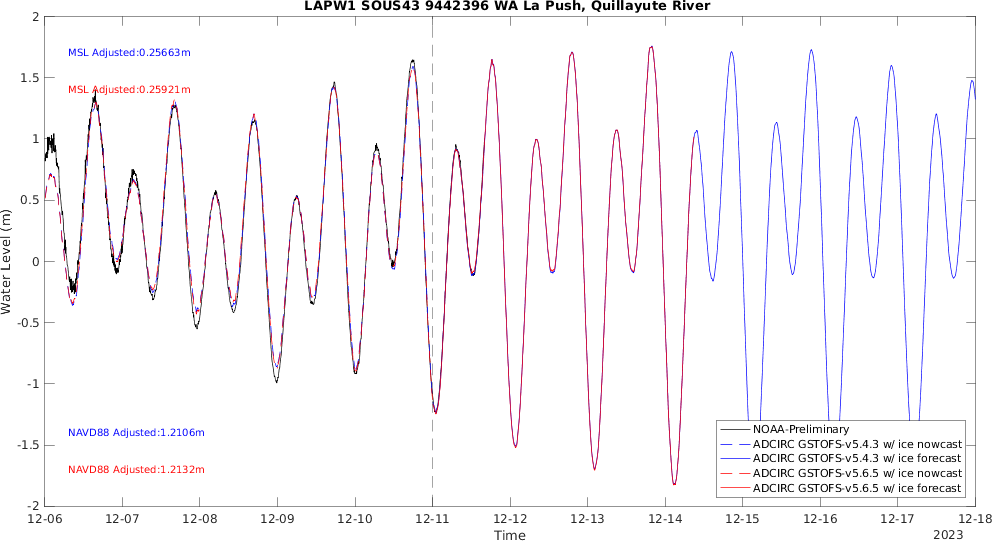 LAPW1 SOUS43 9442396 WA La Push, Quillayute River
2
1.5
1
0.5
0
-0.5
-1
-1.5
-2
Water Level (m)
MSL Adjusted:0.25663m
MSL Adjusted:0.25921m
NAVD88 Adjusted:1.2106m
NAVD88 Adjusted:1.2132m
NOAA-Preliminary
ADCIRC GSTOFS-v5.4.3 w/ ice nowcast
ADCIRC GSTOFS-v5.4.3 w/ ice forecast
ADCIRC GSTOFS-v5.6.5 w/ ice nowcast
ADCIRC GSTOFS-v5.6.5 w/ ice forecast
12-06 12-07 12-08 12-09 12-10 12-11 12-12 12-13 12-14 12-15 12-16 12-17 12-18
Time
2023